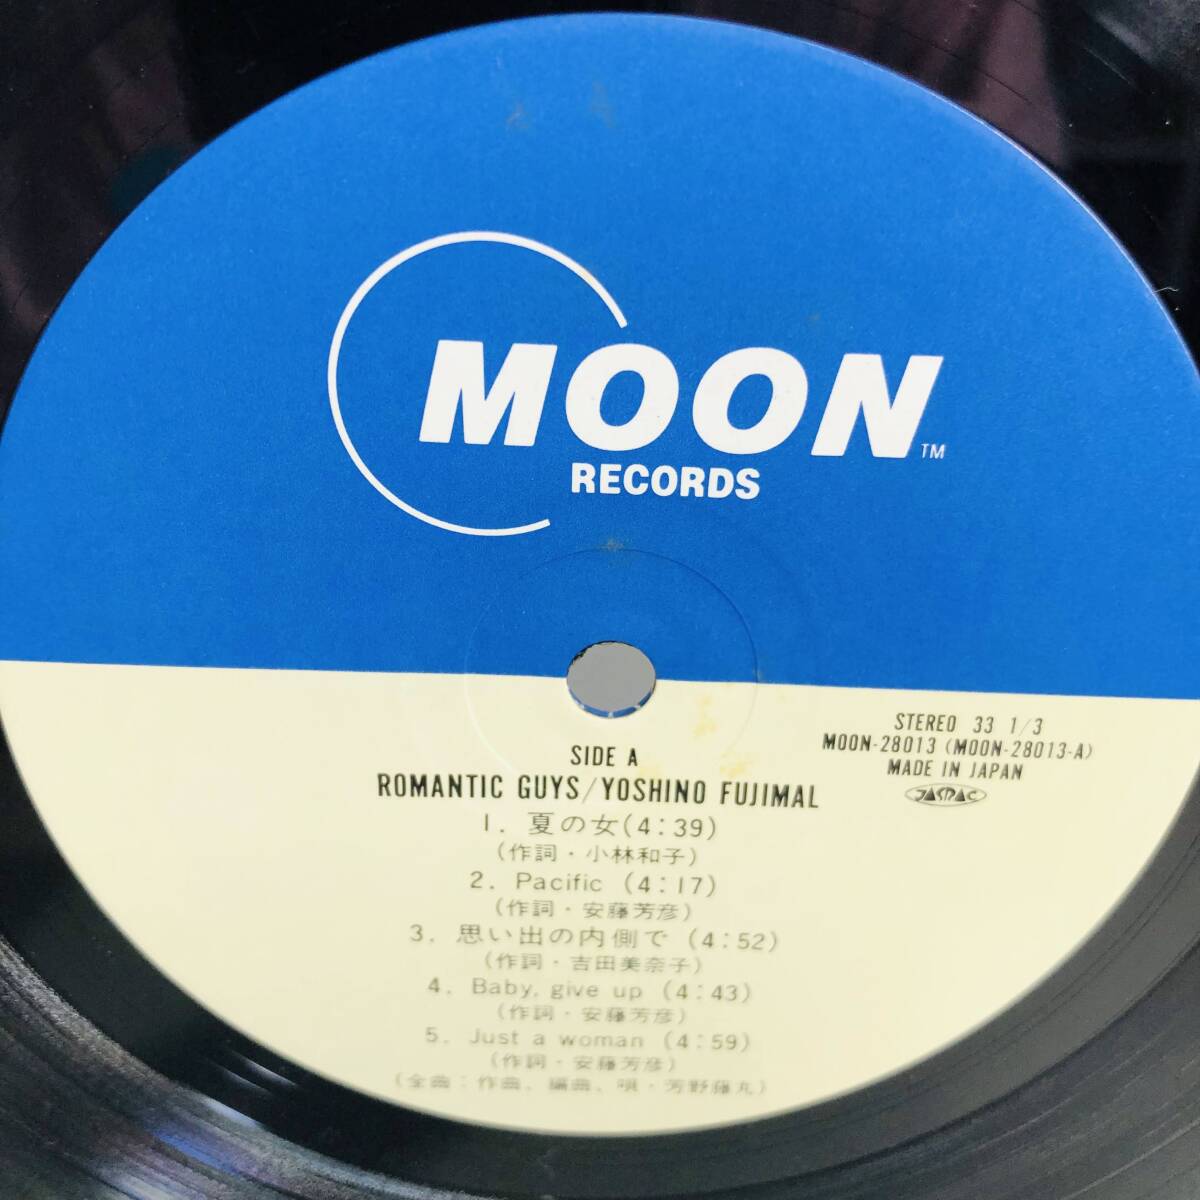 MOON TM
RECORDS
STEREO 33 1/3
MOON-28013 (MOON-28013-A)
MADE IN JAPAN
JASRAC
SIDE A
ROMANTIC GUYS/YOSHINO FUJIMAL
1. 夏の女(4:39)
(作詞・小林和子)
2. Pacific (4:17)
(作詞・安藤芳彦)
3. 思い出の内側で (4:52)
(作詞・吉田美奈子)
4. Baby, give up (4:43)
(作詞・安藤芳彦)
5. Just a woman (4:59)
(作詞・安藤芳彦)
(全曲：作曲、編曲、唄・芳野藤丸)